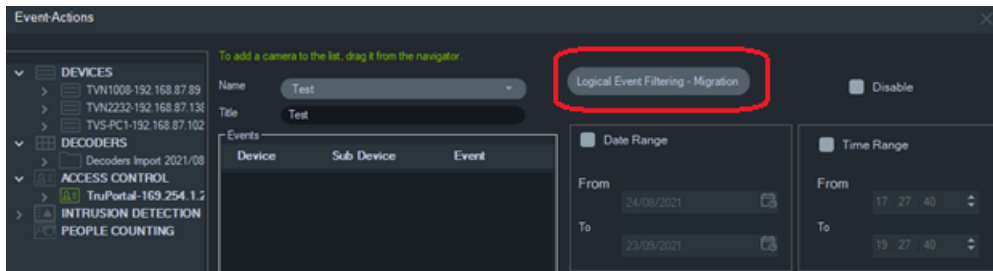 Event-Actions
To add a camera to the list, drag it from the navigator.
DEVICES
TVN1008-192.168.87.89
TVN2232-192.168.87.138
TVS-PC1-192.168.87.102
DECODERS
Decoders Import 2021/08
ACCESS CONTROL
TruPortal-169.254.1.2
INTRUSION DETECTION
PEOPLE COUNTING
Name
Test
Title
Test
Events
Device Sub Device Event
Logical Event Filtering - Migration
Disable
Date Range
From
24/08/2021
To
23/09/2021
Time Range
From
17 27 40
To
19 27 40